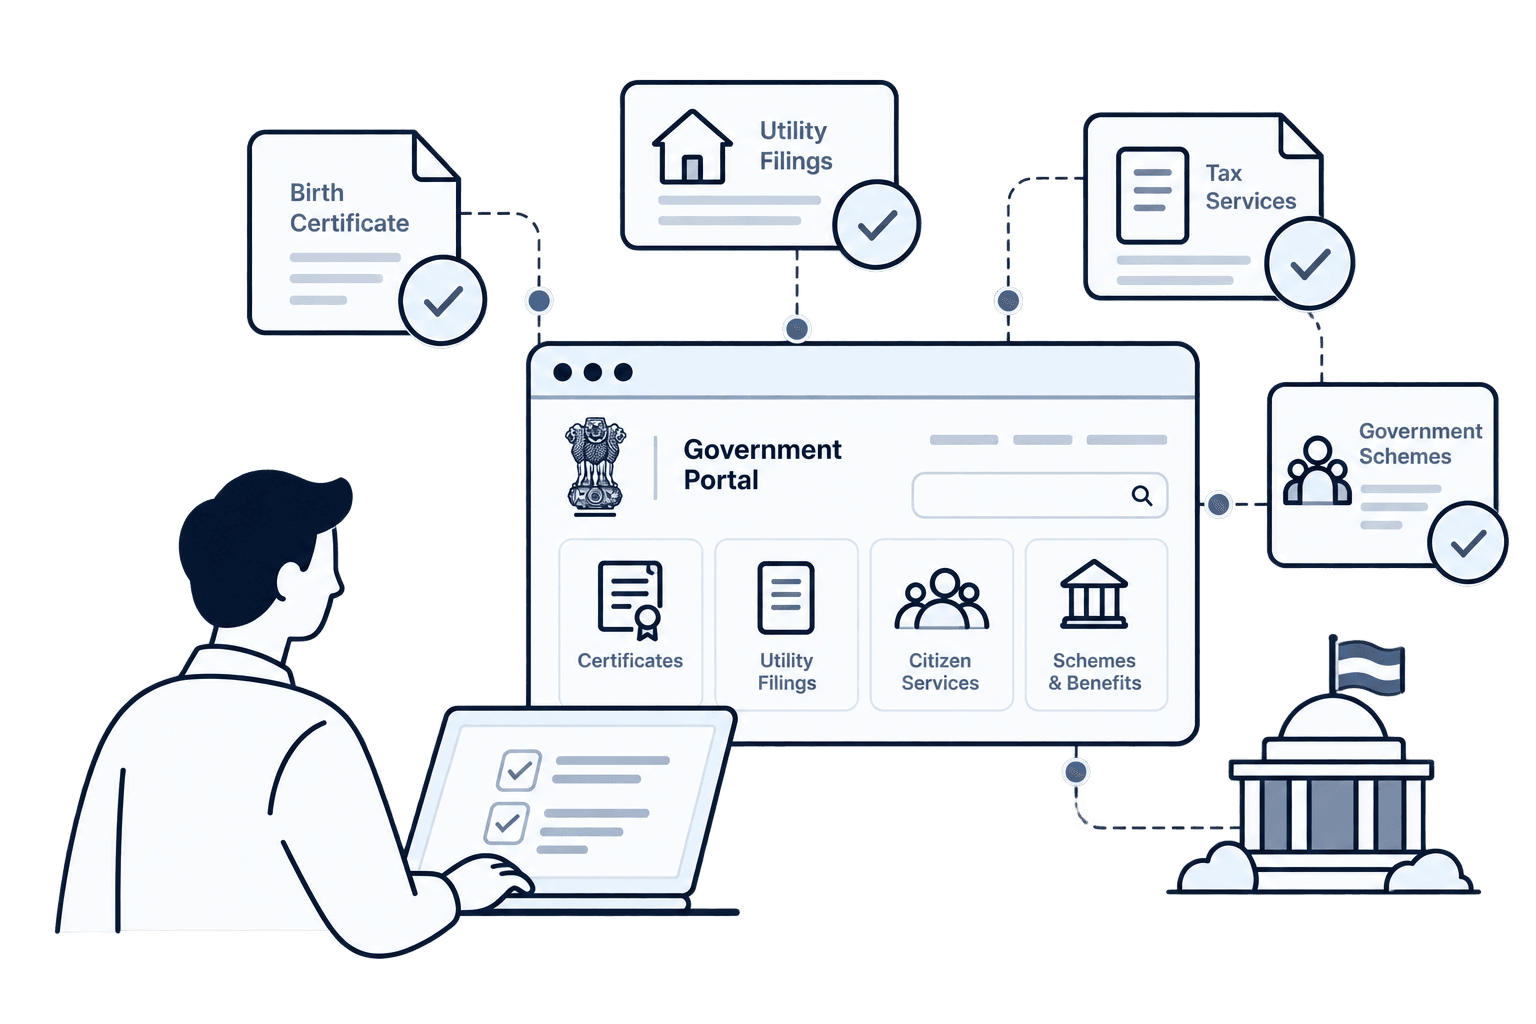 Birth
Certificate
Utility
Filings
Tax
Services
Government
Schemes
Government
Portal
Certificates
Utility
Filings
Citizen
Services
Schemes
& Benefits